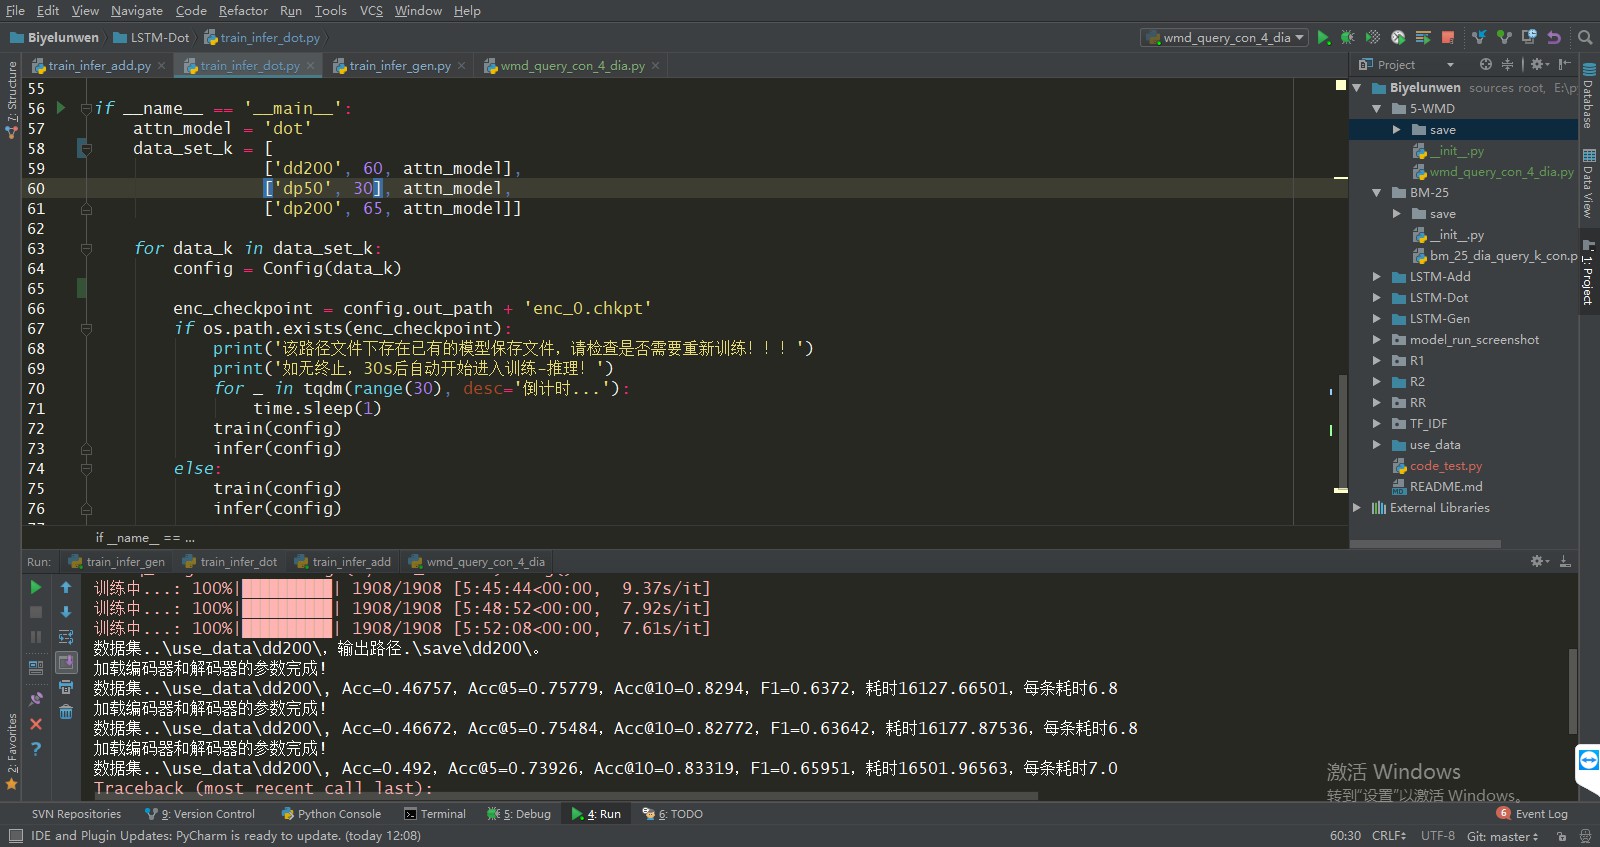 File Edit View Navigate Code Refactor Run Tools VCS Window Help
Biyelunwen LSTM-Dot train_infer_dot.py
wmd_query_con_4_dia
train_infer_add.py train_infer_dot.py train_infer_gen.py wmd_query_con_4_dia.py
Project
7: Structure
55
56 if __name__ == '__main__':
57 attn_model = 'dot'
58 data_set_k = [
59 ['dd200', 60, attn_model],
60 ['dp50', 30], attn_model,
61 ['dp200', 65, attn_model]]
62
63 for data_k in data_set_k:
64 config = Config(data_k)
65
66 enc_checkpoint = config.out_path + 'enc_0.chkpt'
67 if os.path.exists(enc_checkpoint):
68 print('该路径文件下存在已有的模型保存文件，请检查是否需要重新训练！！！')
69 print('如无终止，30s后自动开始进入训练-推理！')
70 for _ in tqdm(range(30), desc='倒计时...'):
71 time.sleep(1)
72 train(config)
73 infer(config)
74 else:
75 train(config)
76 infer(config)
if __name__ == ...
Biyelunwen sources root, E:\p
5-WMD
save
__init__.py
wmd_query_con_4_dia.py
BM-25
save
__init__.py
bm_25_dia_query_k_con.p
LSTM-Add
LSTM-Dot
LSTM-Gen
model_run_screenshot
R1
R2
RR
TF_IDF
use_data
code_test.py
README.md
External Libraries
Database
Data View
1: Project
Run: train_infer_gen train_infer_dot train_infer_add wmd_query_con_4_dia
训练中...: 100%|██████████| 1908/1908 [5:45:44<00:00, 9.37s/it]
训练中...: 100%|██████████| 1908/1908 [5:48:52<00:00, 7.92s/it]
训练中...: 100%|██████████| 1908/1908 [5:52:08<00:00, 7.61s/it]
数据集..\use_data\dd200\，输出路径.\save\dd200\。
加载编码器和解码器的参数完成！
数据集..\use_data\dd200\, Acc=0.46757，Acc@5=0.75779，Acc@10=0.8294，F1=0.6372，耗时16127.66501，每条耗时6.8
加载编码器和解码器的参数完成！
数据集..\use_data\dd200\, Acc=0.46672，Acc@5=0.75484，Acc@10=0.82772，F1=0.63642，耗时16177.87536，每条耗时6.8
加载编码器和解码器的参数完成！
数据集..\use_data\dd200\, Acc=0.492，Acc@5=0.73926，Acc@10=0.83319，F1=0.65951，耗时16501.96563，每条耗时7.0
Traceback (most recent call last):
2: Favorites
激活 Windows
转到"设置"以激活 Windows。
SVN Repositories 9: Version Control Python Console Terminal 5: Debug 4: Run 6: TODO 6 Event Log
IDE and Plugin Updates: PyCharm is ready to update. (today 12:08) 60:30 CRLF UTF-8 Git: master